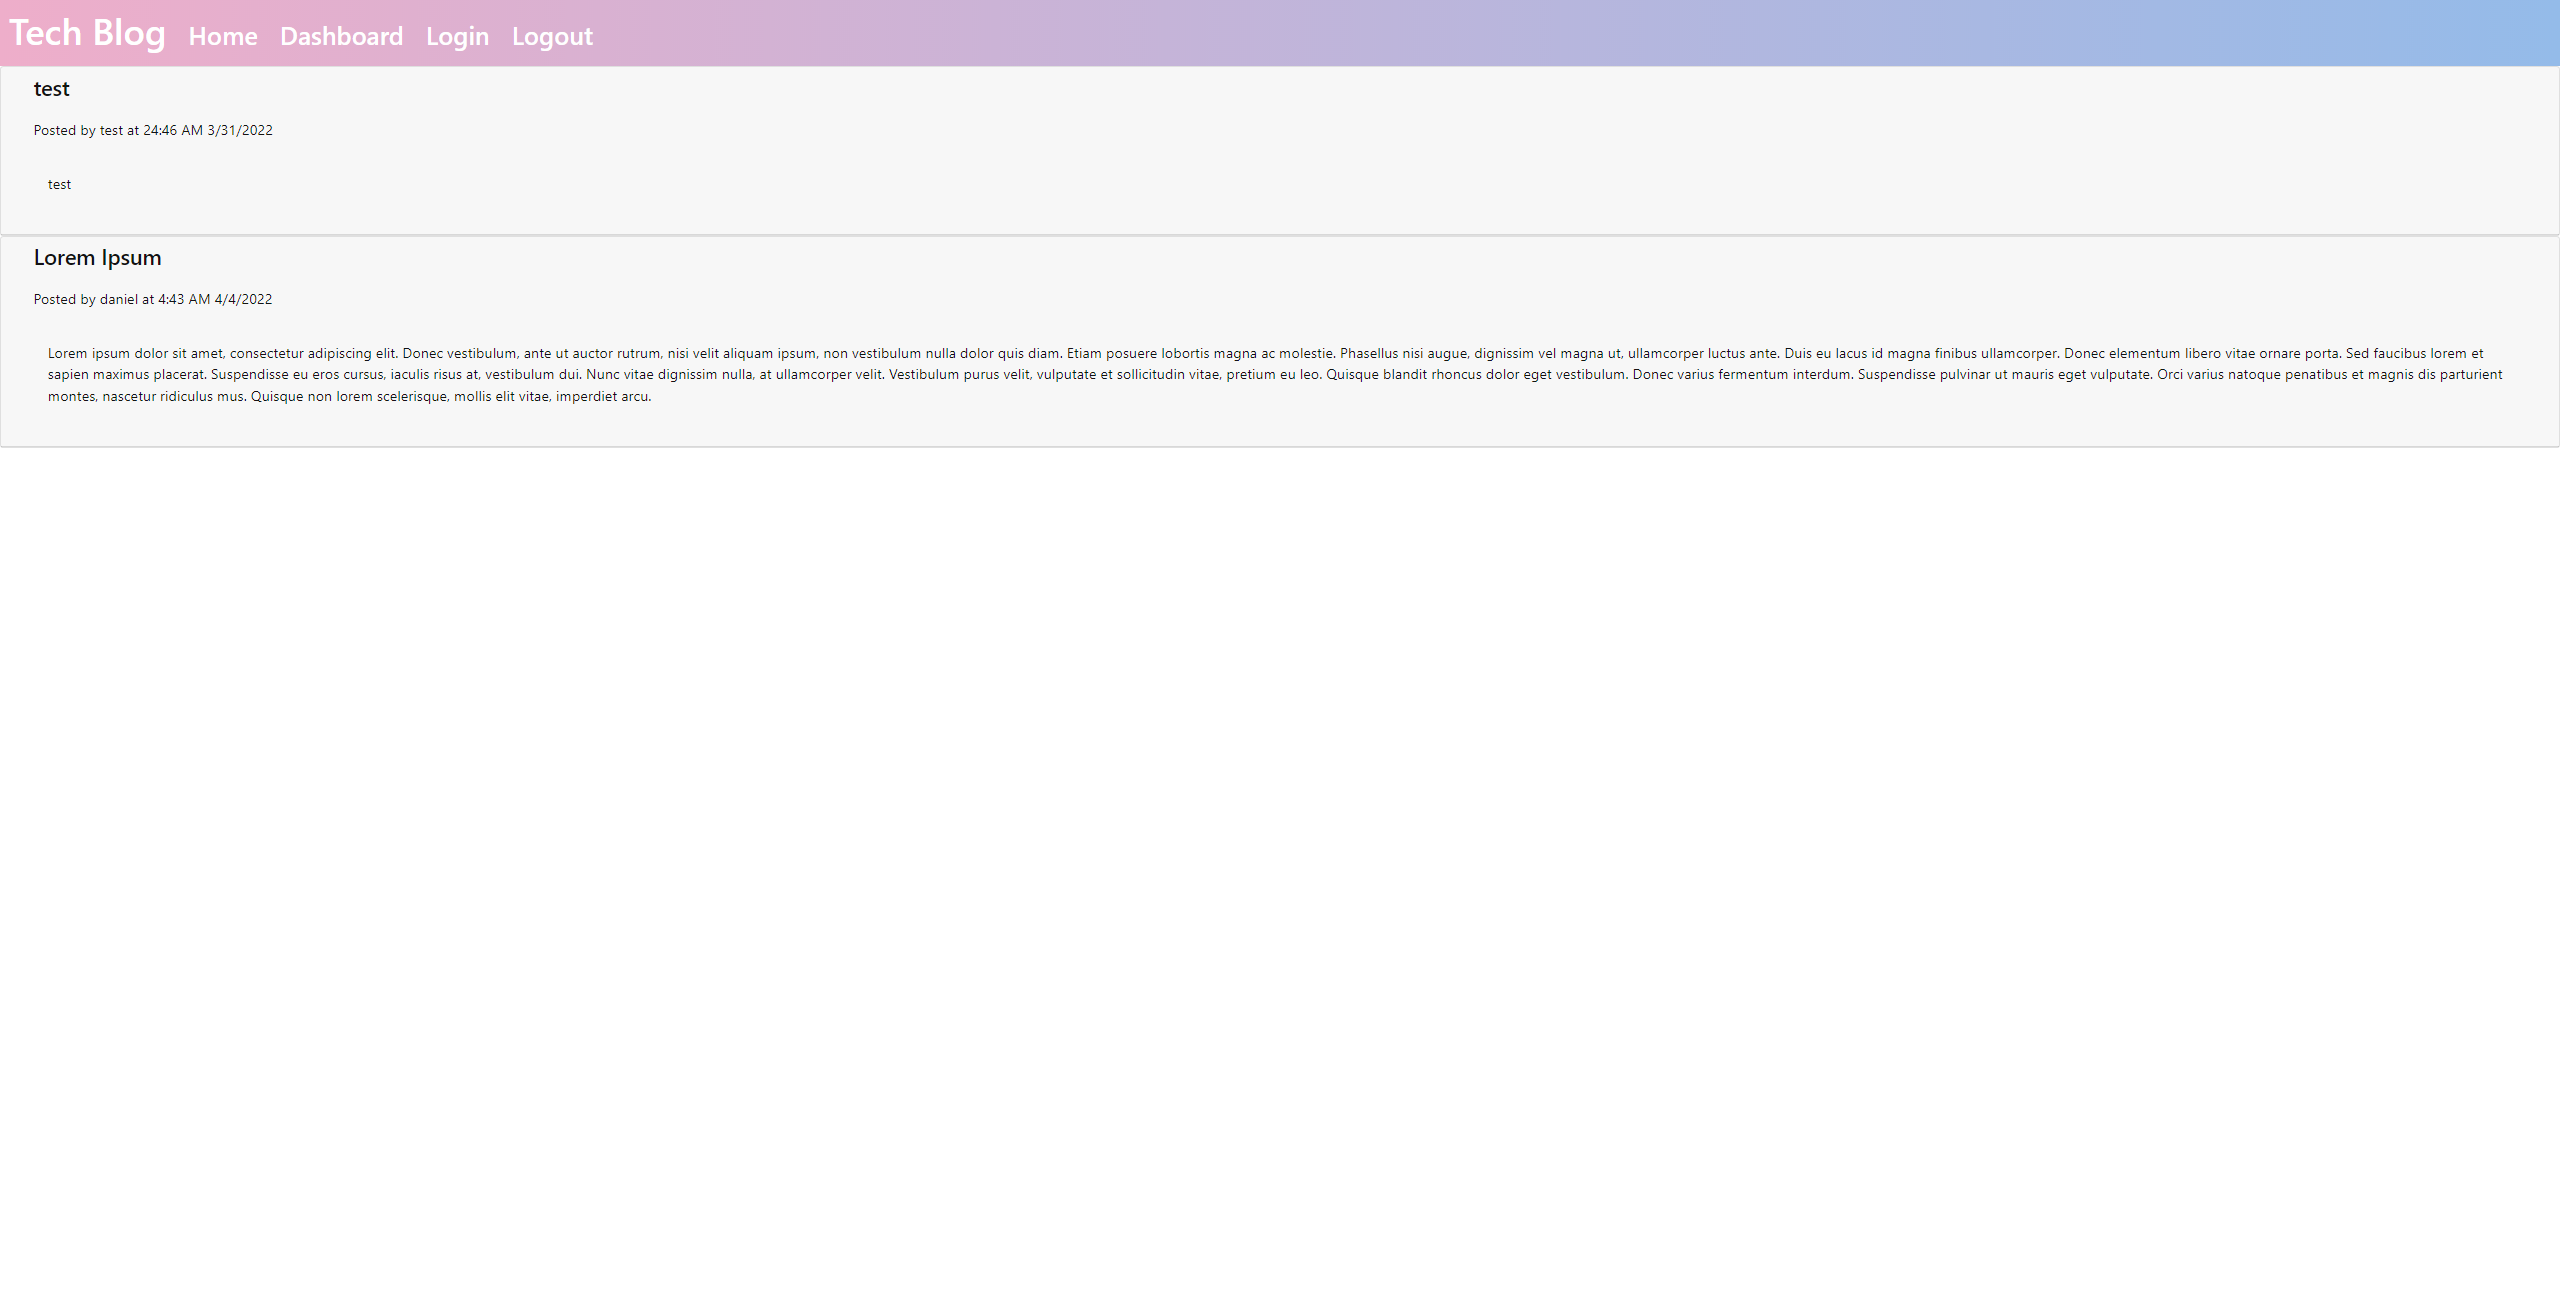 Tech Blog Home Dashboard Login Logout
test
Posted by test at 24:46 AM 3/31/2022
test
Lorem Ipsum
Posted by daniel at 4:43 AM 4/4/2022
Lorem ipsum dolor sit amet, consectetur adipiscing elit. Donec vestibulum, ante ut auctor rutrum, nisi velit aliquam ipsum, non vestibulum nulla dolor quis diam. Etiam posuere lobortis magna ac molestie. Phasellus nisi augue, dignissim vel magna ut, ullamcorper luctus ante. Duis eu lacus id magna finibus ullamcorper. Donec elementum libero vitae ornare porta. Sed faucibus lorem et
sapien maximus placerat. Suspendisse eu eros cursus, iaculis risus at, vestibulum dui. Nunc vitae dignissim nulla, at ullamcorper velit. Vestibulum purus velit, vulputate et sollicitudin vitae, pretium eu leo. Quisque blandit rhoncus dolor eget vestibulum. Donec varius fermentum interdum. Suspendisse pulvinar ut mauris eget vulputate. Orci varius natoque penatibus et magnis dis parturient
montes, nascetur ridiculus mus. Quisque non lorem scelerisque, mollis elit vitae, imperdiet arcu.